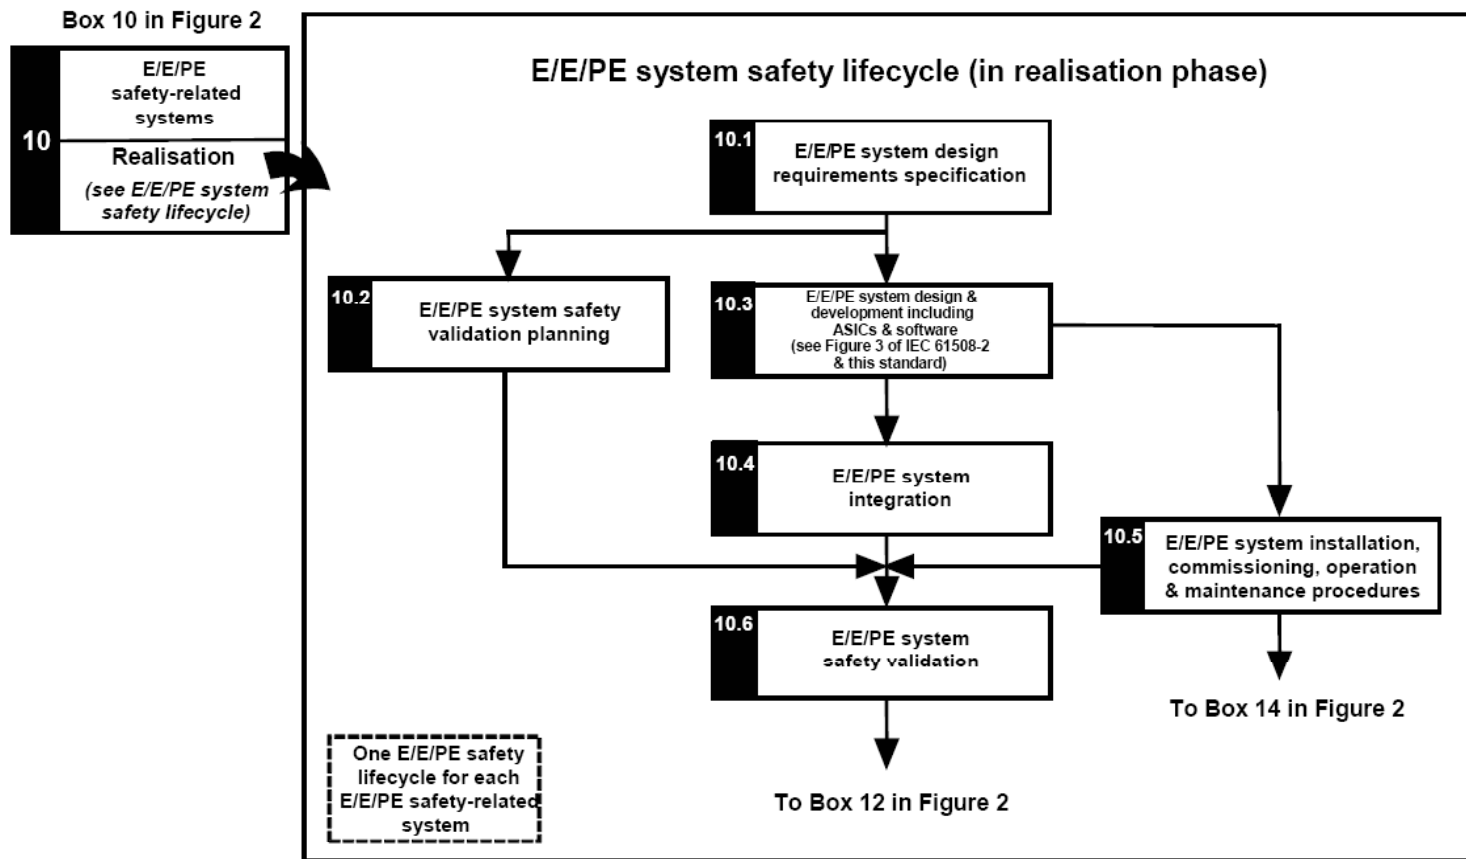 Box 10 in Figure 2
10
E/E/PE
safety-related
systems
Realisation
(see E/E/PE system
safety lifecycle)
E/E/PE system safety lifecycle (in realisation phase)
10.1
E/E/PE system design
requirements specification
10.2
E/E/PE system safety
validation planning
10.3
E/E/PE system design &
development including
ASICs & software
(see Figure 3 of IEC 61508-2
& this standard)
10.4
E/E/PE system
integration
10.5
E/E/PE system installation,
commissioning, operation
& maintenance procedures
10.6
E/E/PE system
safety validation
To Box 14 in Figure 2
One E/E/PE safety
lifecycle for each
E/E/PE safety-related
system
To Box 12 in Figure 2